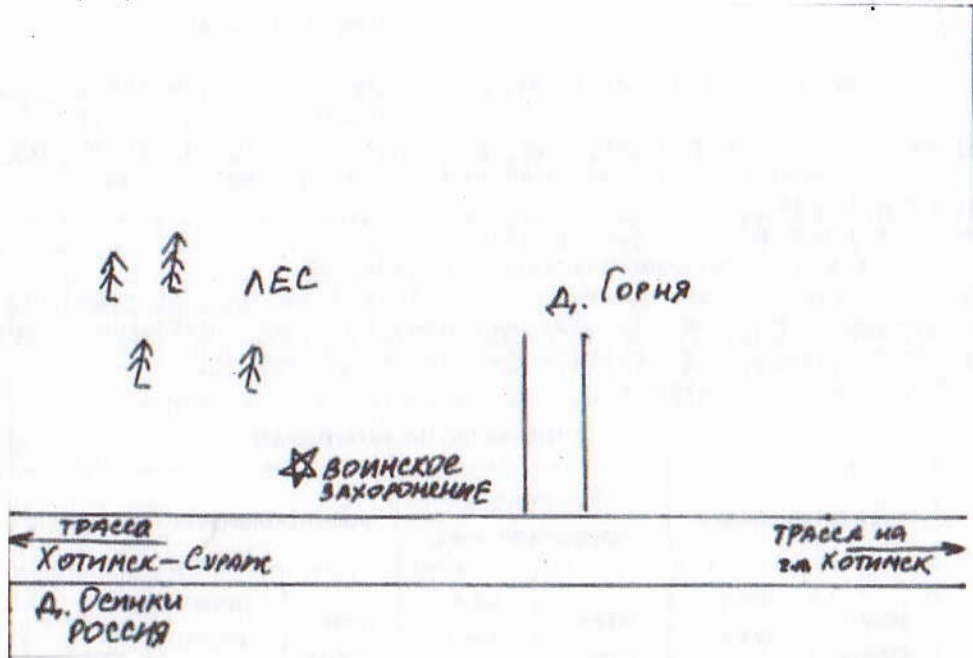 ЛЕС
Д. Горня
ВОИНСКОЕ
ЗАХОРОНЕНИЕ
ТРАССА
Хотимск – Сураж
ТРАССА НА
г.п. Хотимск
Д. Осинки
РОССИЯ